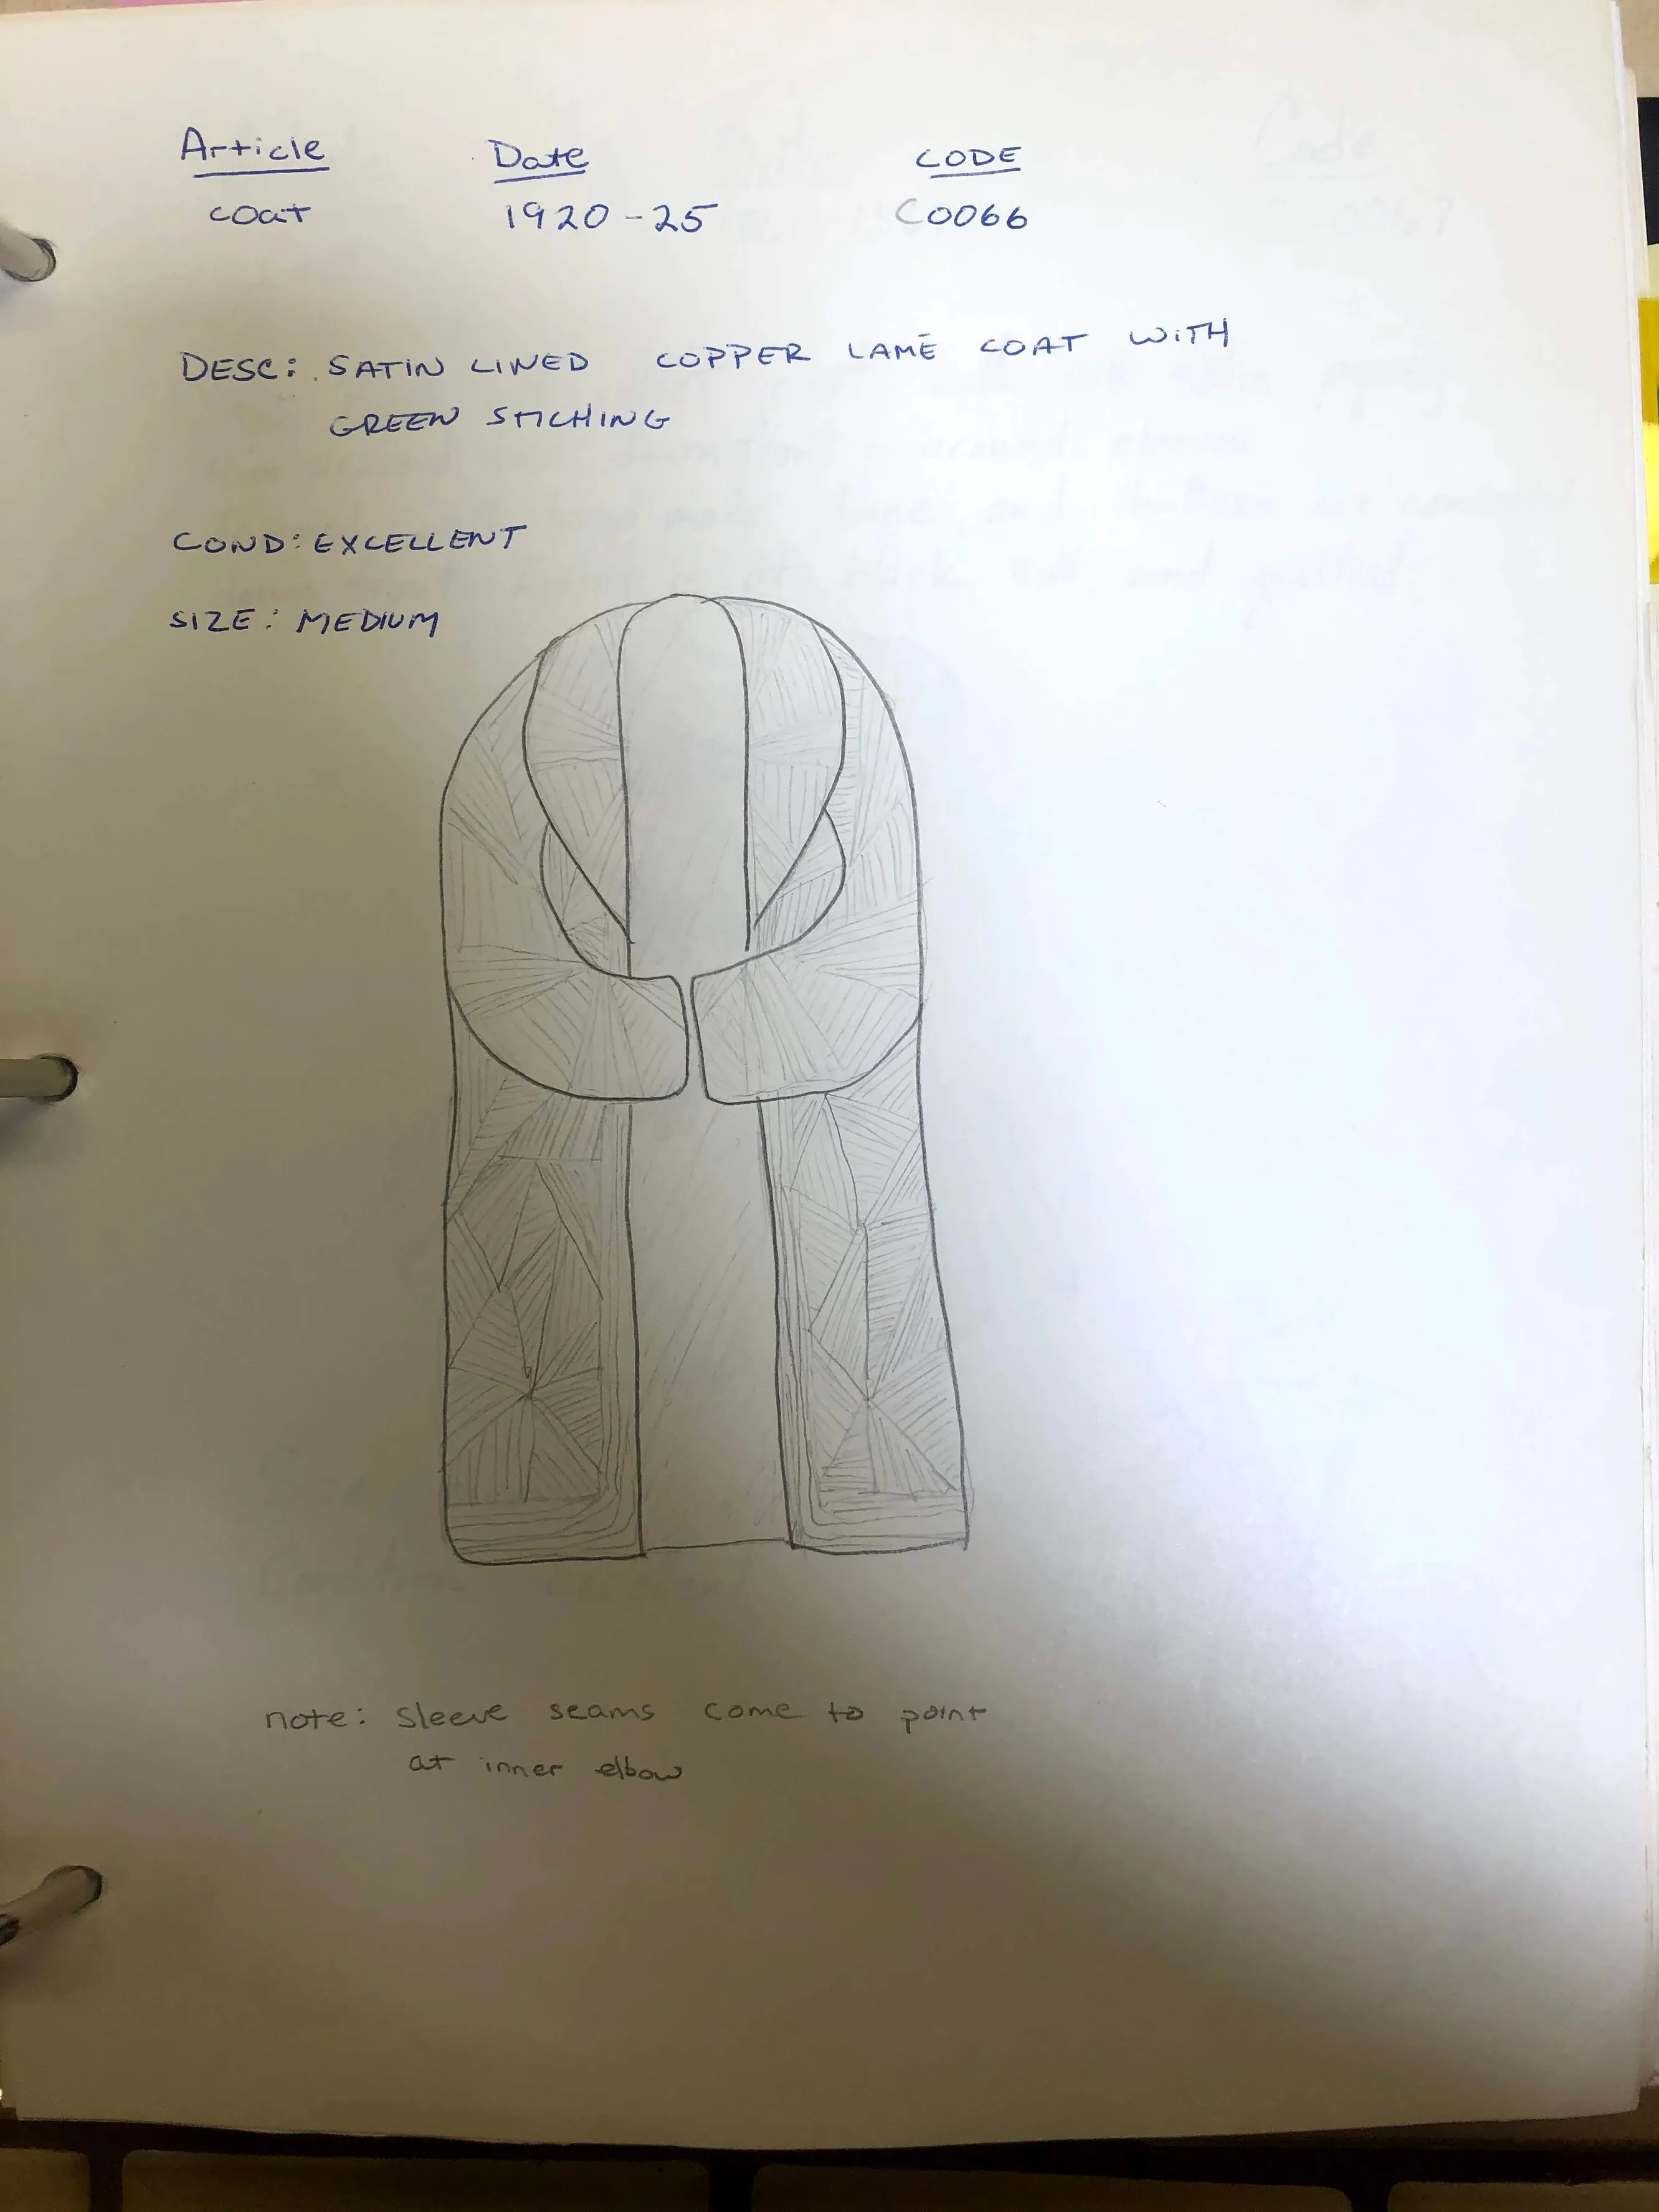 Article Date CODE
coat 1920-25 C0066
DESC: SATIN LINED COPPER LAMÉ COAT WITH
GREEN STICHING
COND: EXCELLENT
SIZE: MEDIUM
note: sleeve seams come to point
at inner elbow